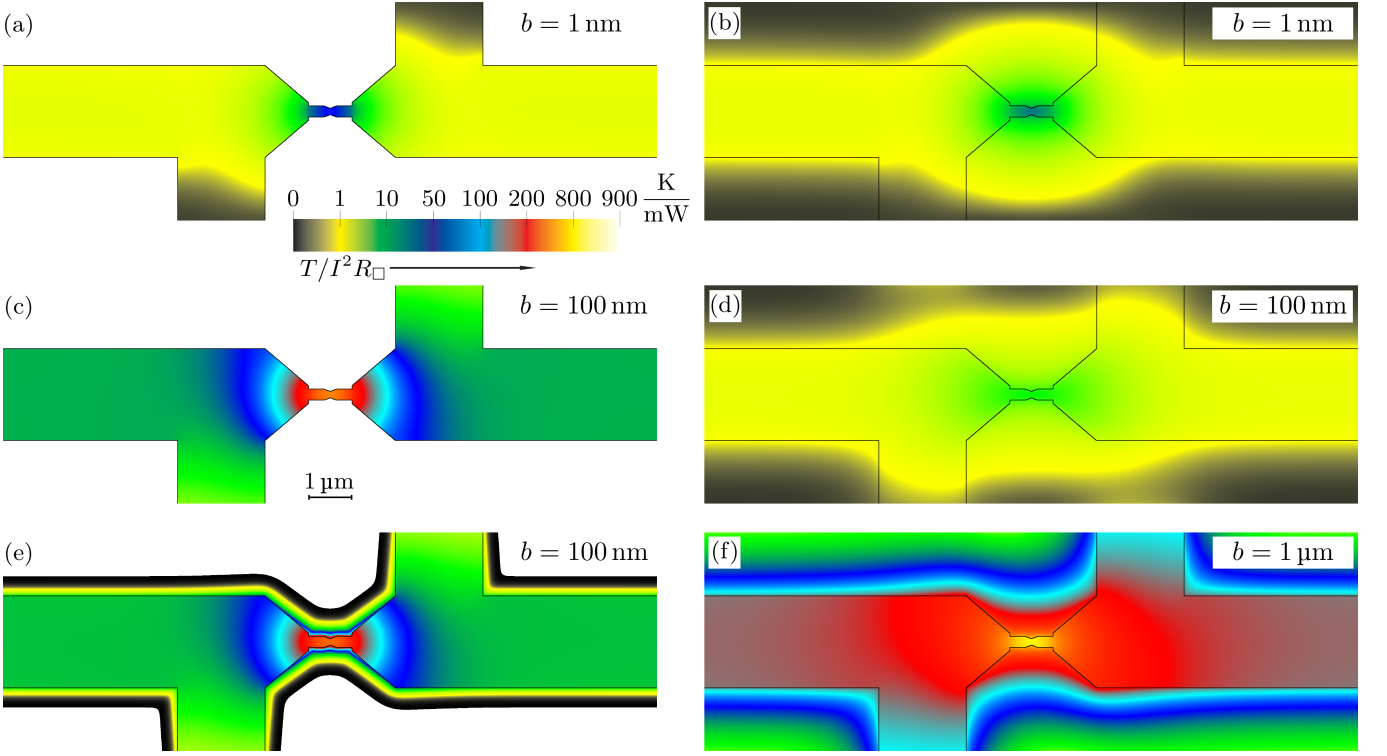 (a) b = 1 nm
(b) b = 1 nm
0 1 10 50 100 200 800 900 K/mW
T/I²R□
(c) b = 100 nm
(d) b = 100 nm
1 µm
(e) b = 100 nm
(f) b = 1 µm